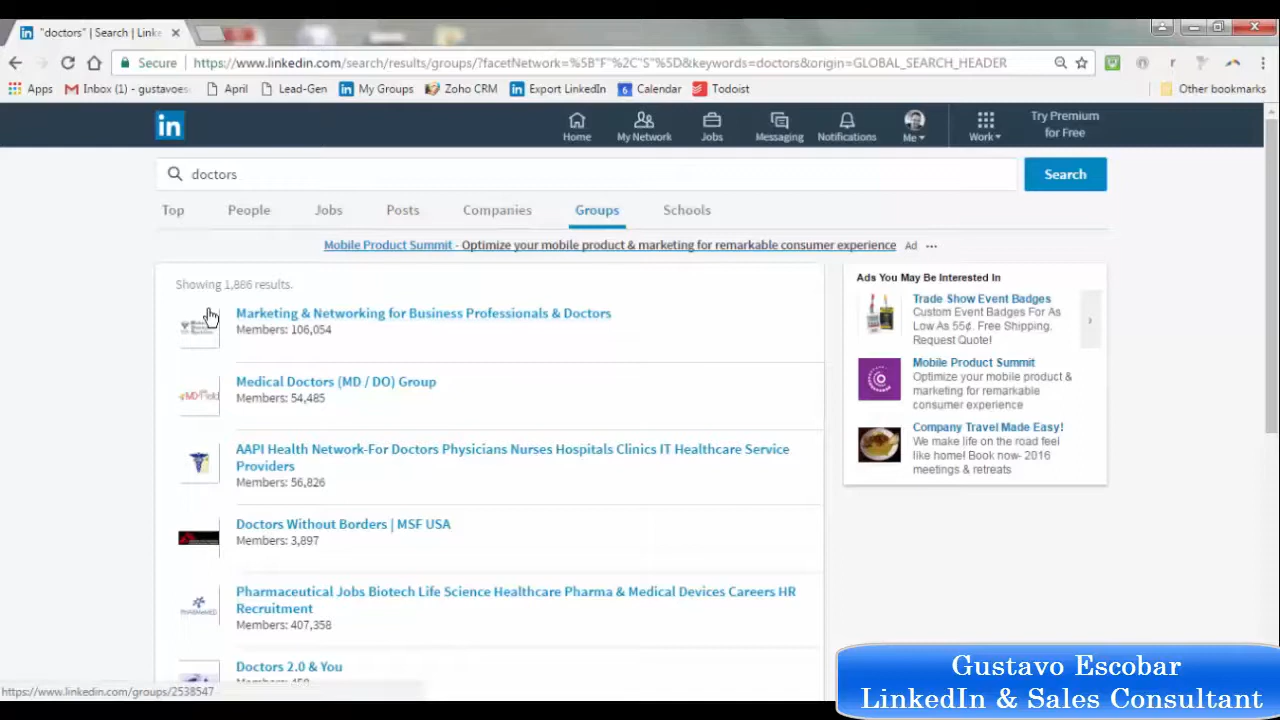 "doctors" | Search | Linke
Secure
https://www.linkedin.com/search/results/groups/?facetNetwork=%5B"F"%2C"S"%5D&keywords=doctors&origin=GLOBAL_SEARCH_HEADER
Apps
Inbox (1) - gustavoes
April
Lead-Gen
My Groups
Zoho CRM
Export LinkedIn
Calendar
Todoist
Other bookmarks
in
Home
My Network
Jobs
Messaging
Notifications
Me
Work
Try Premium
for Free
doctors
Search
Top
People
Jobs
Posts
Companies
Groups
Schools
Mobile Product Summit - Optimize your mobile product & marketing for remarkable consumer experience Ad ...
Showing 1,886 results.
Marketing & Networking for Business Professionals & Doctors
Members: 106,054
Medical Doctors (MD / DO) Group
Members: 54,485
AAPI Health Network-For Doctors Physicians Nurses Hospitals Clinics IT Healthcare Service
Providers
Members: 56,826
Doctors Without Borders | MSF USA
Members: 3,897
Pharmaceutical Jobs Biotech Life Science Healthcare Pharma & Medical Devices Careers HR
Recruitment
Members: 407,358
Doctors 2.0 & You
Ads You May Be Interested In
Trade Show Event Badges
Custom Event Badges For As
Low As 55¢. Free Shipping.
Request Quote!
Mobile Product Summit
Optimize your mobile product &
marketing for remarkable
consumer experience
Company Travel Made Easy!
We make life on the road feel
like home! Book now- 2016
meetings & retreats
https://www.linkedin.com/groups/2538547
Gustavo Escobar
LinkedIn & Sales Consultant